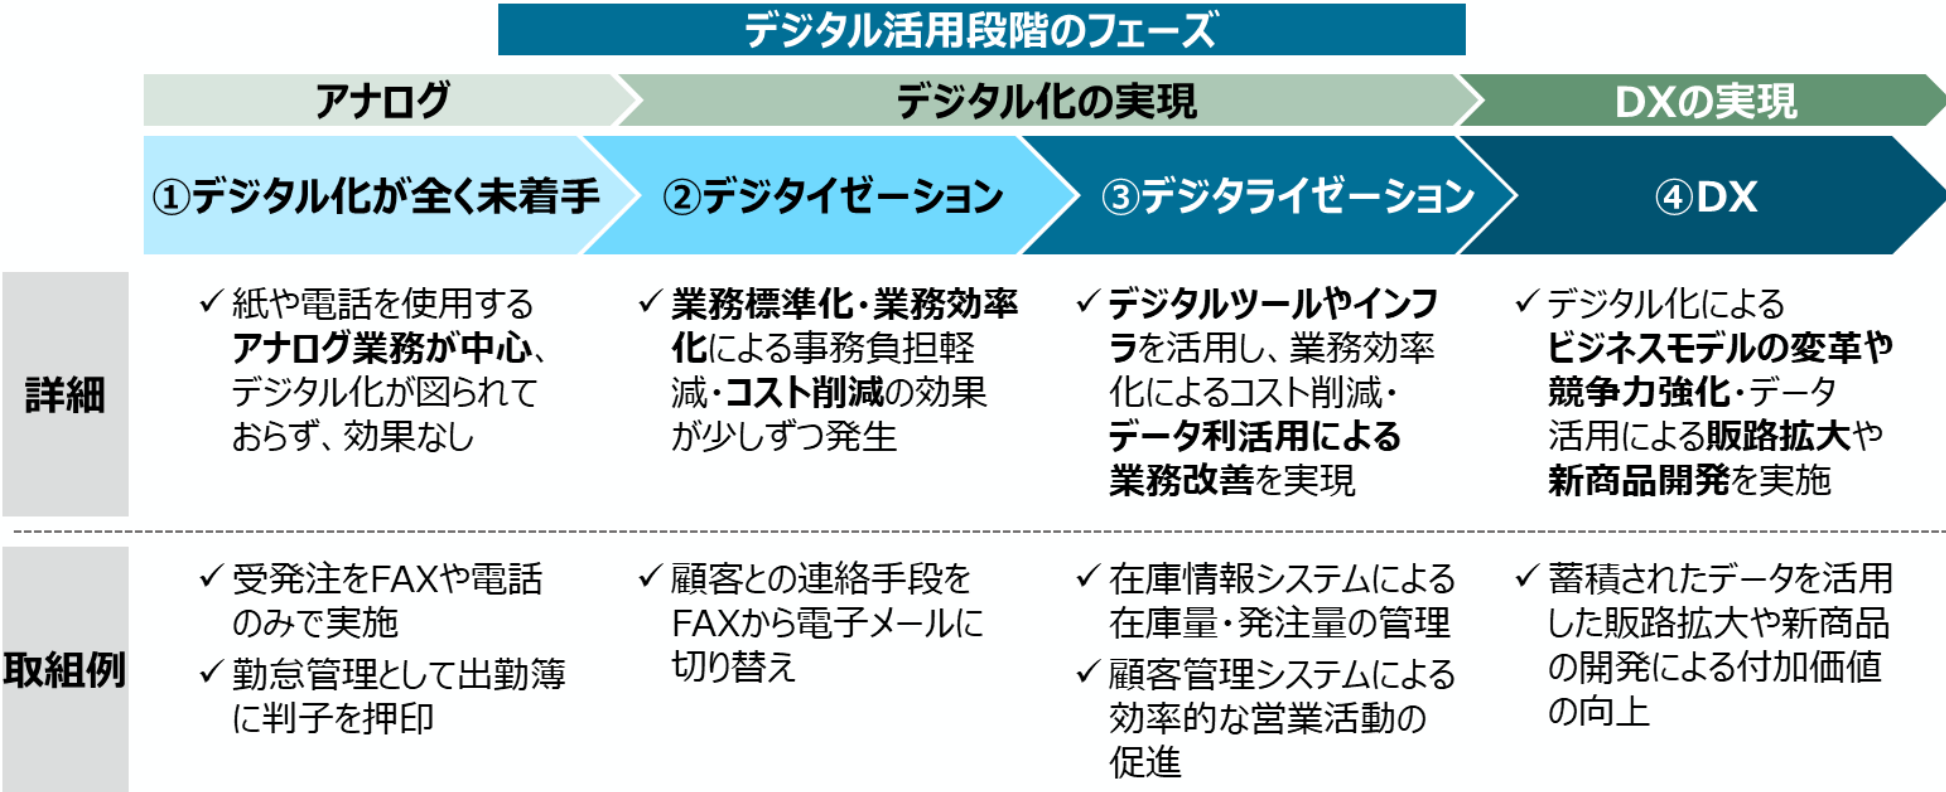 デジタル活用段階のフェーズ
アナログ
デジタル化の実現
DXの実現
①デジタル化が全く未着手
②デジタイゼーション
③デジタライゼーション
④DX
詳細
✓紙や電話を使用する
アナログ業務が中心、
デジタル化が図られて
おらず、効果なし
✓業務標準化・業務効率
化による事務負担軽
減・コスト削減の効果
が少しずつ発生
✓デジタルツールやインフ
ラを活用し、業務効率
化によるコスト削減・
データ利活用による
業務改善を実現
✓デジタル化による
ビジネスモデルの変革や
競争力強化・データ
活用による販路拡大や
新商品開発を実施
取組例
✓受発注をFAXや電話
のみで実施
✓勤怠管理として出勤簿
に判子を押印
✓顧客との連絡手段を
FAXから電子メールに
切り替え
✓在庫情報システムによる
在庫量・発注量の管理
✓顧客管理システムによる
効率的な営業活動の
促進
✓蓄積されたデータを活用
した販路拡大や新商品
の開発による付加価値
の向上